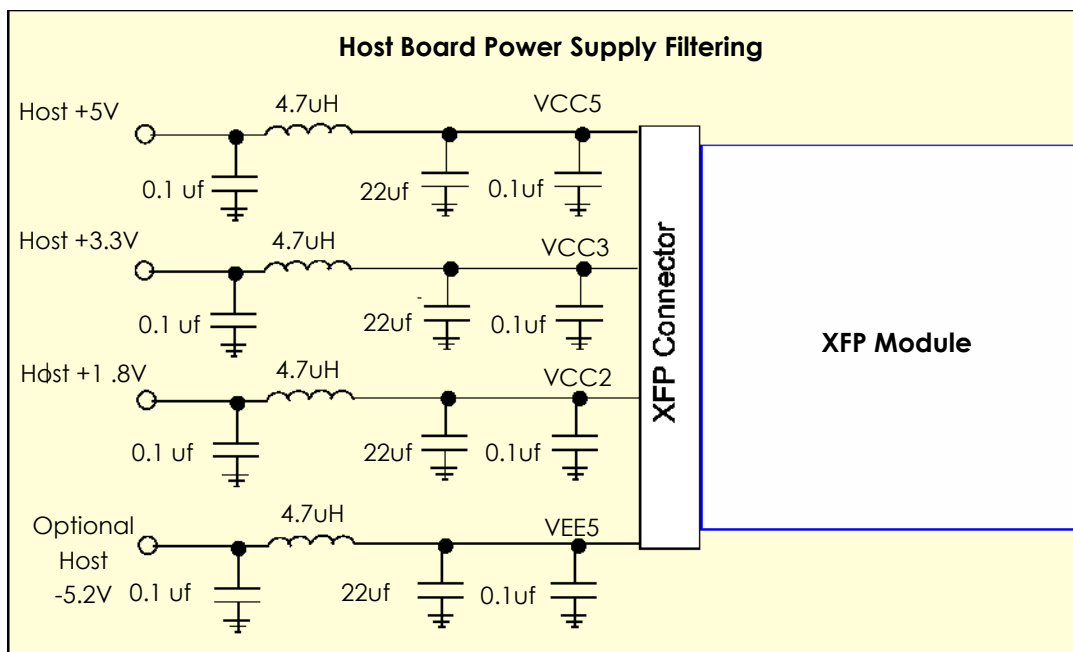 Host Board Power Supply Filtering
Host +5V
4.7uH
VCC5
0.1 uf
22uf
0.1uf
Host +3.3V
4.7uH
VCC3
0.1 uf
22uf
0.1uf
Host +1 .8V
4.7uH
VCC2
0.1 uf
22uf
0.1uf
Optional
Host
-5.2V
4.7uH
VEE5
0.1 uf
22uf
0.1uf
XFP Connector
XFP Module